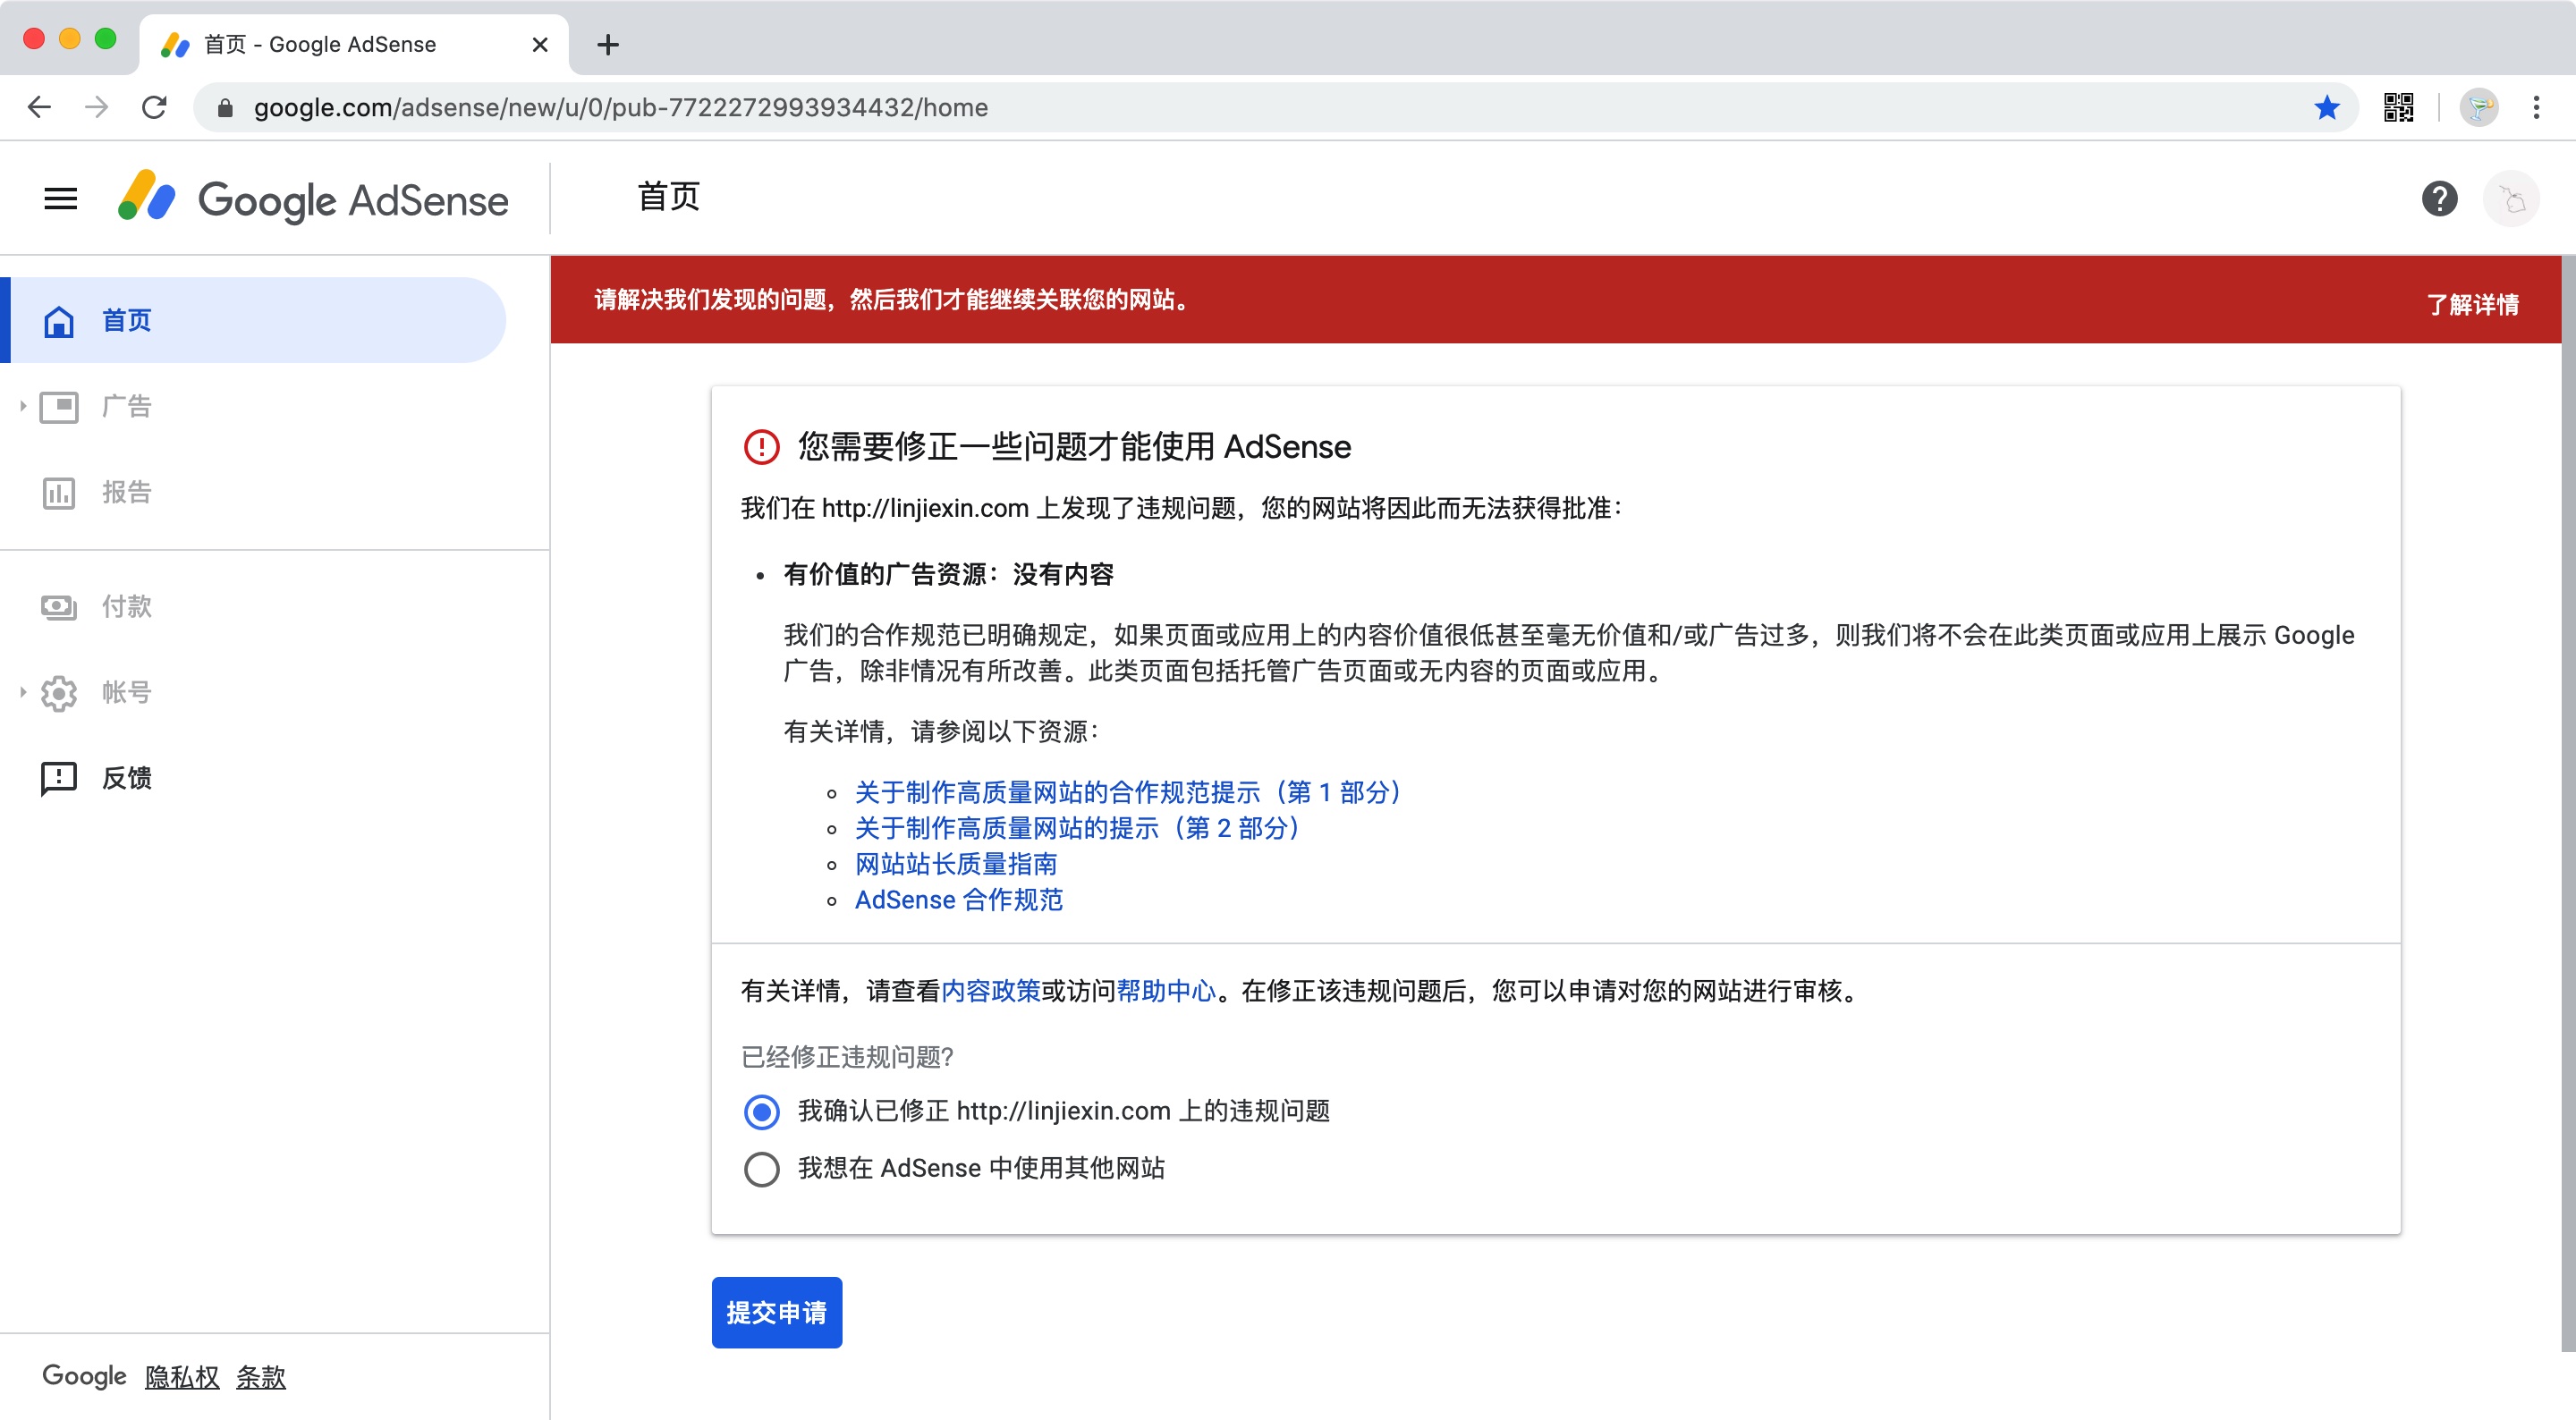 首页 - Google AdSense
google.com/adsense/new/u/0/pub-7722272993934432/home
Google AdSense
首页
首页
广告
报告
付款
帐号
反馈
请解决我们发现的问题，然后我们才能继续关联您的网站。
了解详情
您需要修正一些问题才能使用 AdSense
我们在 http://linjiexin.com 上发现了违规问题，您的网站将因此而无法获得批准：
• 有价值的广告资源：没有内容
我们的合作规范已明确规定，如果页面或应用上的内容价值很低甚至毫无价值和/或广告过多，则我们将不会在此类页面或应用上展示 Google
广告，除非情况有所改善。此类页面包括托管广告页面或无内容的页面或应用。
有关详情，请参阅以下资源：
关于制作高质量网站的合作规范提示（第 1 部分）
关于制作高质量网站的提示（第 2 部分）
网站站长质量指南
AdSense 合作规范
有关详情，请查看内容政策或访问帮助中心。在修正该违规问题后，您可以申请对您的网站进行审核。
已经修正违规问题?
我确认已修正 http://linjiexin.com 上的违规问题
我想在 AdSense 中使用其他网站
提交申请
Google 隐私权 条款